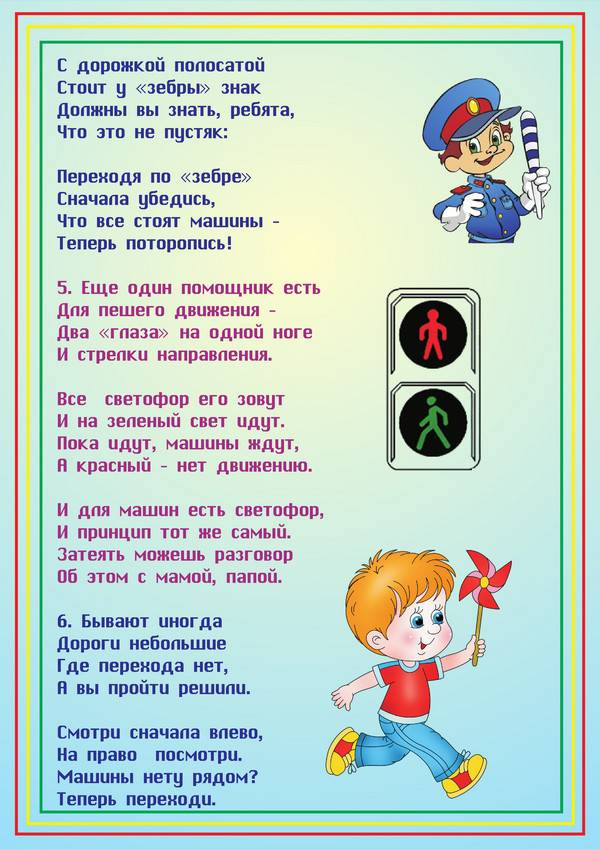 С дорожкой полосатой
Стоит у «зебры» знак
Должны вы знать, ребята,
Что это не пустяк:
Переходя по «зебре»
Сначала убедись,
Что все стоят машины -
Теперь поторопись!
5. Еще один помощник есть
Для пешего движения -
Два «глаза» на одной ноге
И стрелки направления.
Все светофор его зовут
И на зеленый свет идут.
Пока идут, машины ждут,
А красный - нет движению.
И для машин есть светофор,
И принцип тот же самый.
Затеять можешь разговор
Об этом с мамой, папой.
6. Бывают иногда
Дороги небольшие
Где перехода нет,
А вы пройти решили.
Смотри сначала влево,
На право посмотри.
Машины нету рядом?
Теперь переходи.